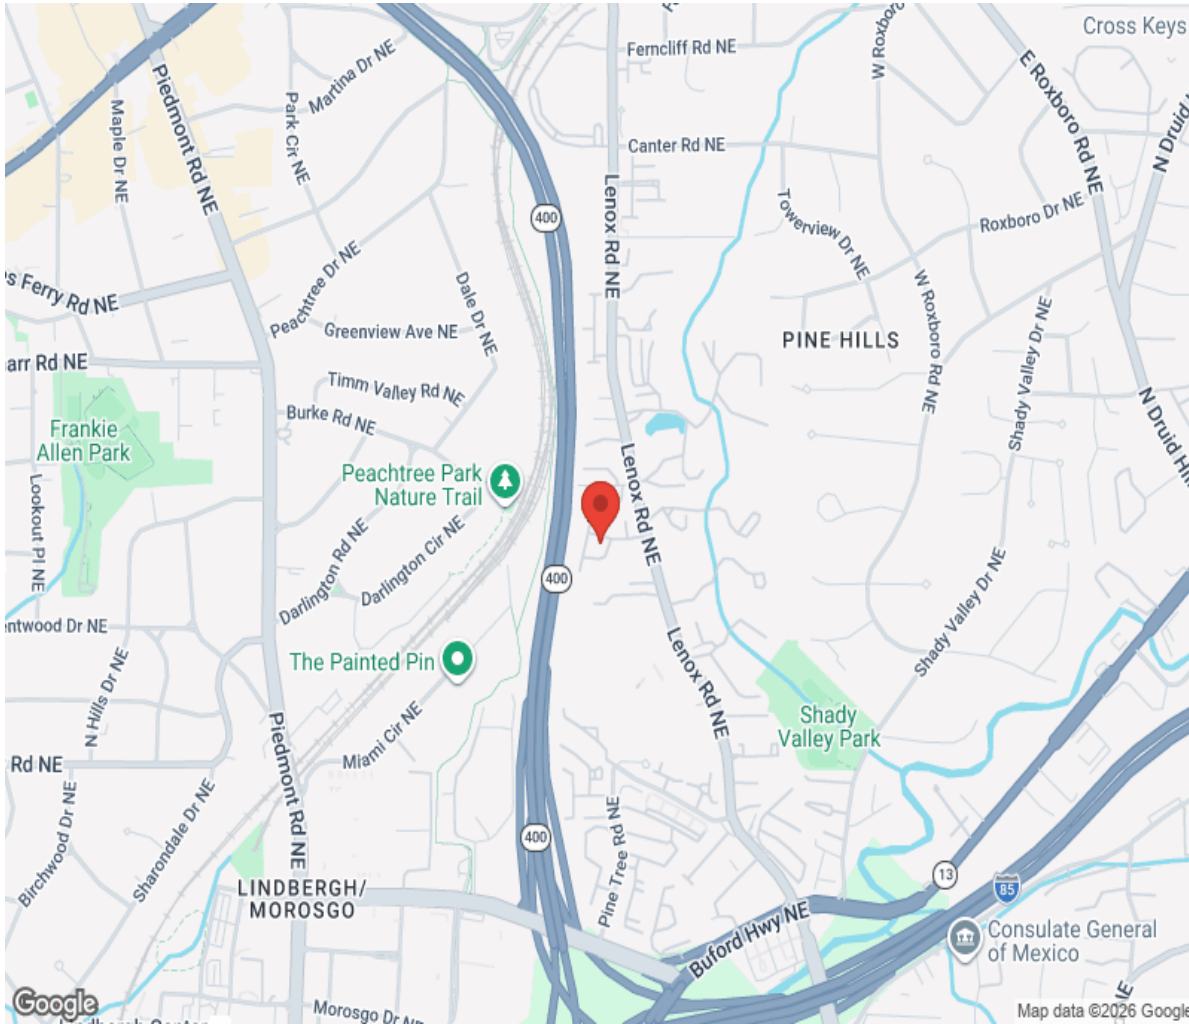 Cross Keys
Ferncliff Rd NE
W Roxboro
E Roxboro Rd NE
Martina Dr NE
Piedmont Rd NE
Maple Dr NE
Park Cir NE
Canter Rd NE
N Druid
400
Lenox Rd NE
Towerview Dr NE
Roxboro Dr NE
Peachtree Dr NE
s Ferry Rd NE
Dale Dr NE
W Roxboro Rd NE
Greenview Ave NE
PINE HILLS
Shady Valley Dr NE
arr Rd NE
Timm Valley Rd NE
Burke Rd NE
N Druid Hil
Frankie
Allen Park
Peachtree Park
Nature Trail
Lenox Rd NE
Lookout Pl NE
Darlington Rd NE
Darlington Cir NE
400
Shady Valley Dr NE
entwood Dr NE
The Painted Pin
Lenox Rd NE
N Hills Dr NE
Shady
Valley Park
Miami Cir NE
Piedmont Rd NE
Rd NE
Birchwood Dr NE
Sharondale Dr NE
Pine Tree Rd NE
400
13
85
LINDBERGH/
MOROSGO
Buford Hwy NE
Consulate General
of Mexico
Morosgo Dr NE
AE
Google
Map data ©2026 Google